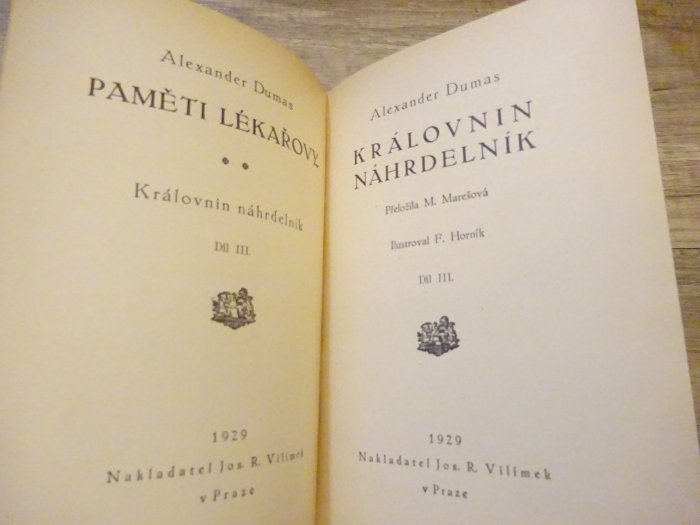 Alexander Dumas
PAMĚTI LÉKAŘOVY.
Královnin náhrdelník
Díl III.
1929
Nakladatel Jos. R. Vilímek
v Praze
Alexander Dumas
KRÁLOVNIN
NÁHRDELNÍK
Přeložila M. Marešová
Ilustroval F. Horník
Díl III.
1929
Nakladatel Jos. R. Vilímek
v Praze